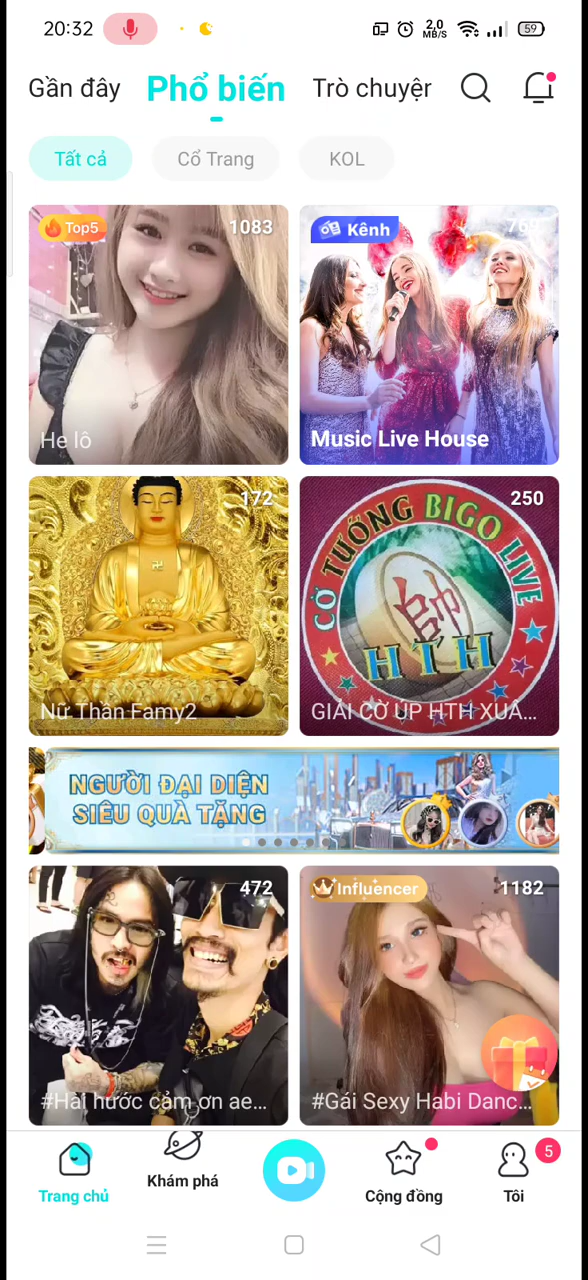 20:32
2,0
MB/S
59
Gần đây
Phổ biến
Trò chuyện
Tất cả
Cổ Trang
KOL
Top5
1083
He lô
Kênh
Music Live House
172
Nữ Thần Famy2
250
CỜ TƯỚNG BIGO LIVE
帥
HTH
GIẢI CỜ ÚP HTH XUÂ...
NGƯỜI ĐẠI DIỆN
SIÊU QUÀ TẶNG
472
#Hài hước cảm ơn ae...
Influencer
1182
#Gái Sexy Habi Danc...
Trang chủ
Khám phá
Cộng đồng
Tôi
5